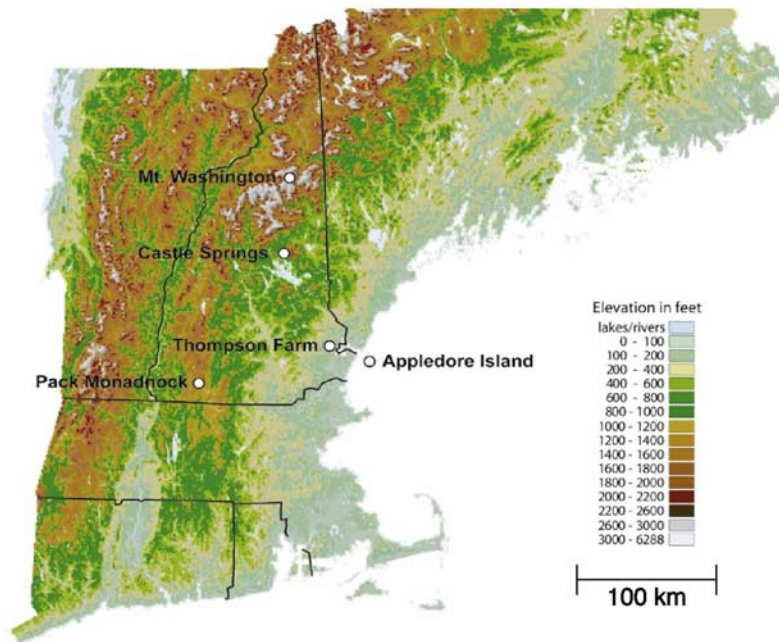 Mt. Washington
Castle Springs
Thompson Farm
Appledore Island
Pack Monadnock
Elevation in feet
lakes/rivers
0 - 100
100 - 200
200 - 400
400 - 600
600 - 800
800 - 1000
1000 - 1200
1200 - 1400
1400 - 1600
1600 - 1800
1800 - 2000
2000 - 2200
2200 - 2600
2600 - 3000
3000 - 6288
100 km